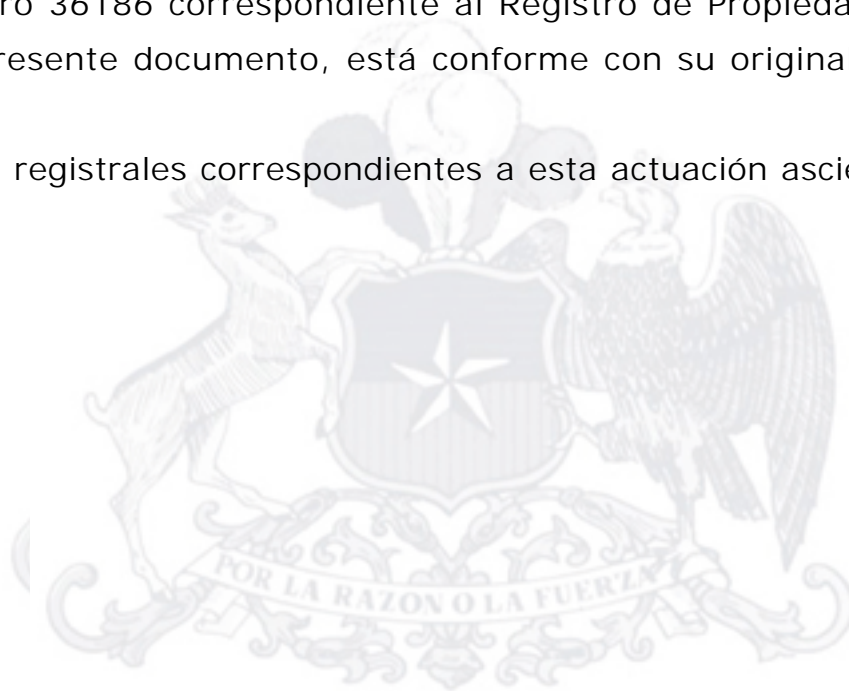 ro 36186 correspondiente al Registro de Propieda
resente documento, está conforme con su origina
registrales correspondientes a esta actuación ascie
POR LA RAZON O LA FUERZA